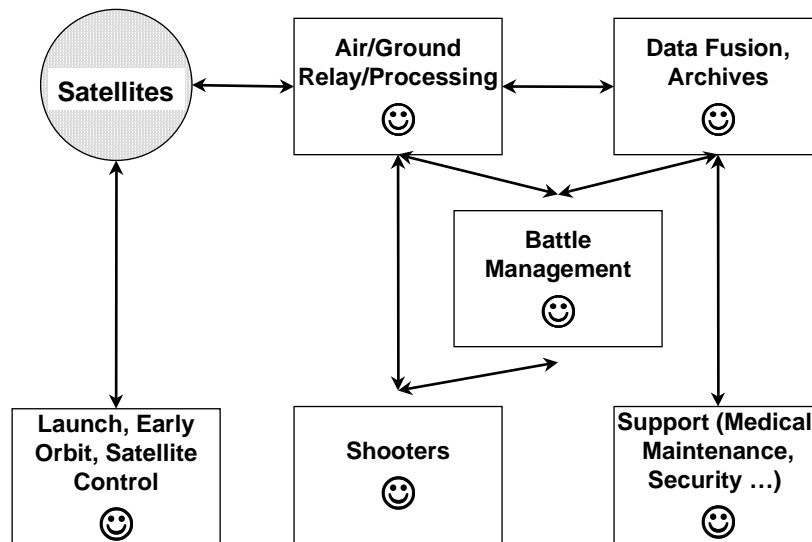 Satellites
Air/Ground
Relay/Processing
Data Fusion,
Archives
Battle
Management
Launch, Early
Orbit, Satellite
Control
Shooters
Support (Medical
Maintenance,
Security …)